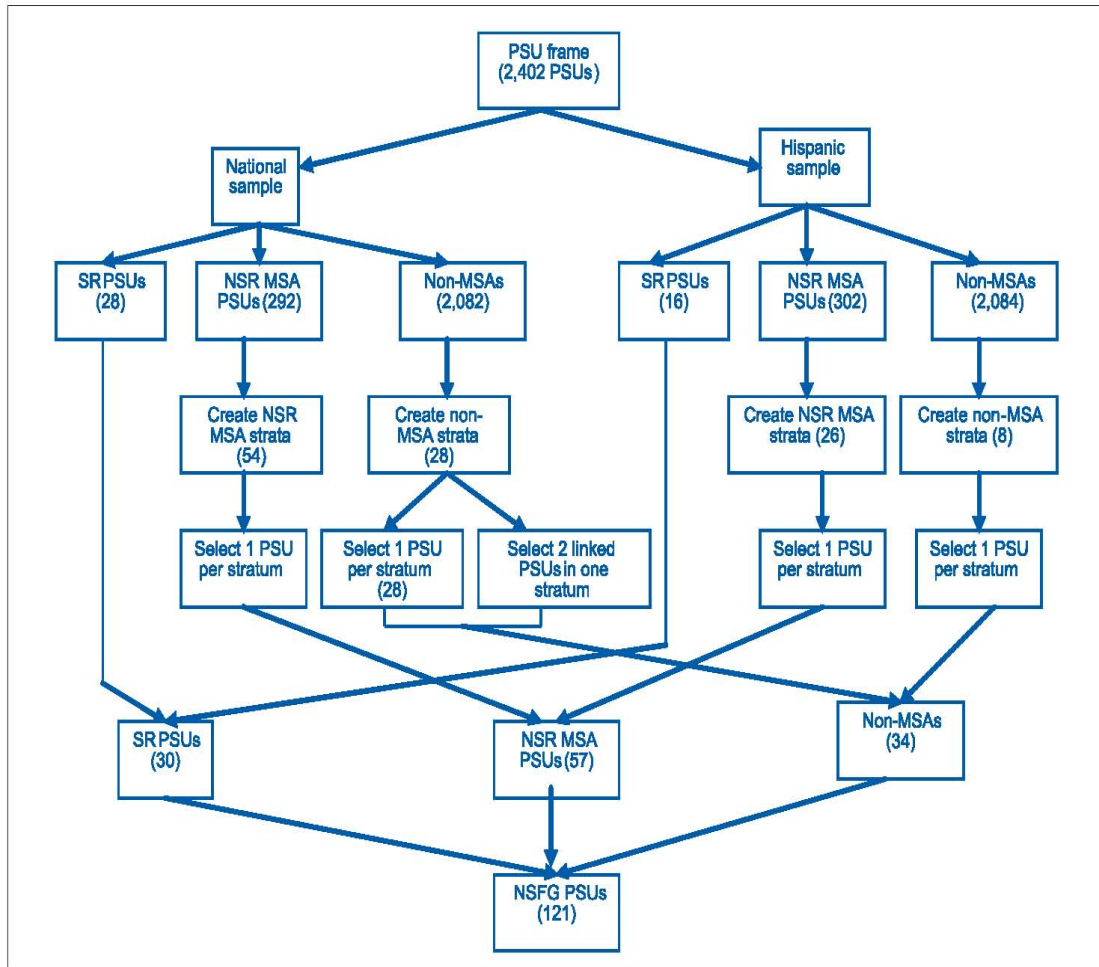 PSU frame
(2,402 PSUs)
National
sample
Hispanic
sample
SR PSUs
(28)
NSR MSA
PSUs (292)
Non-MSAs
(2,082)
SR PSUs
(16)
NSR MSA
PSUs (302)
Non-MSAs
(2,084)
Create NSR
MSA strata
(54)
Create non-
MSA strata
(28)
Create NSR MSA
strata (26)
Create non-MSA
strata (8)
Select 1 PSU
per stratum
Select 1 PSU
per stratum
(28)
Select 2 linked
PSUs in one
stratum
Select 1 PSU
per stratum
Select 1 PSU
per stratum
SR PSUs
(30)
NSR MSA
PSUs (57)
Non-MSAs
(34)
NSFG PSUs
(121)